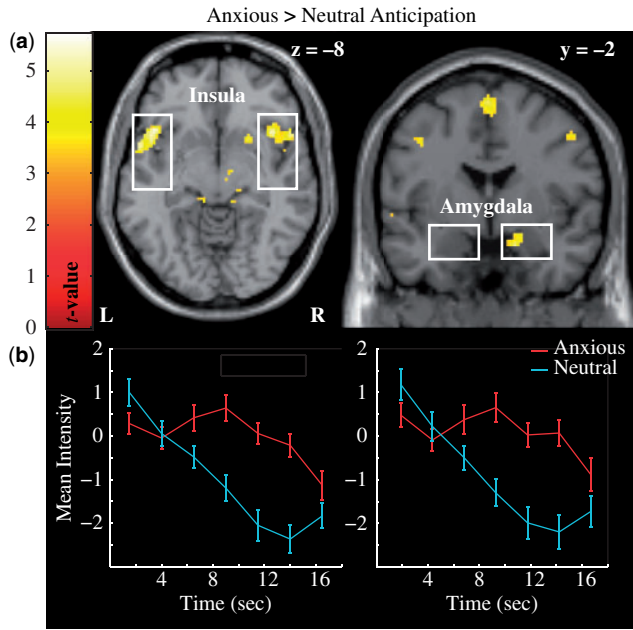 Anxious > Neutral Anticipation
(a)
z = –8
y = –2
Insula
Amygdala
5
4
3
2
1
0
t-value
L
R
(b)
2
1
0
−1
−2
Mean Intensity
4
8
12
16
Time (sec)
2
1
0
−1
−2
Anxious
Neutral
4
8
12
16
Time (sec)